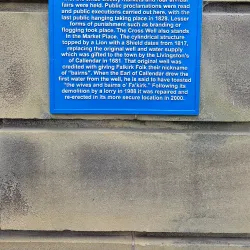 fairs were held. Public proclamations were read
and public executions carried out here, with the
last public hanging taking place in 1828. Lesser
forms of punishment such as branding or
flogging took place. The Cross Well also stands
in the Market Place. The cylindrical structure
topped by a Lion with a Shield dates from 1817,
replacing the original well and water supply
which was gifted to the town by the Livingston's
of Callendar in 1681. That original well was
credited with giving Falkirk Folk their nickname
of "bairns". When the Earl of Callendar drew the
first water from the well, he is said to have toasted
"the wives and bairns o' Fa'kirk." Following its
demolition by a lorry in 1986 it was repaired and
re-erected in its more secure location in 2000.